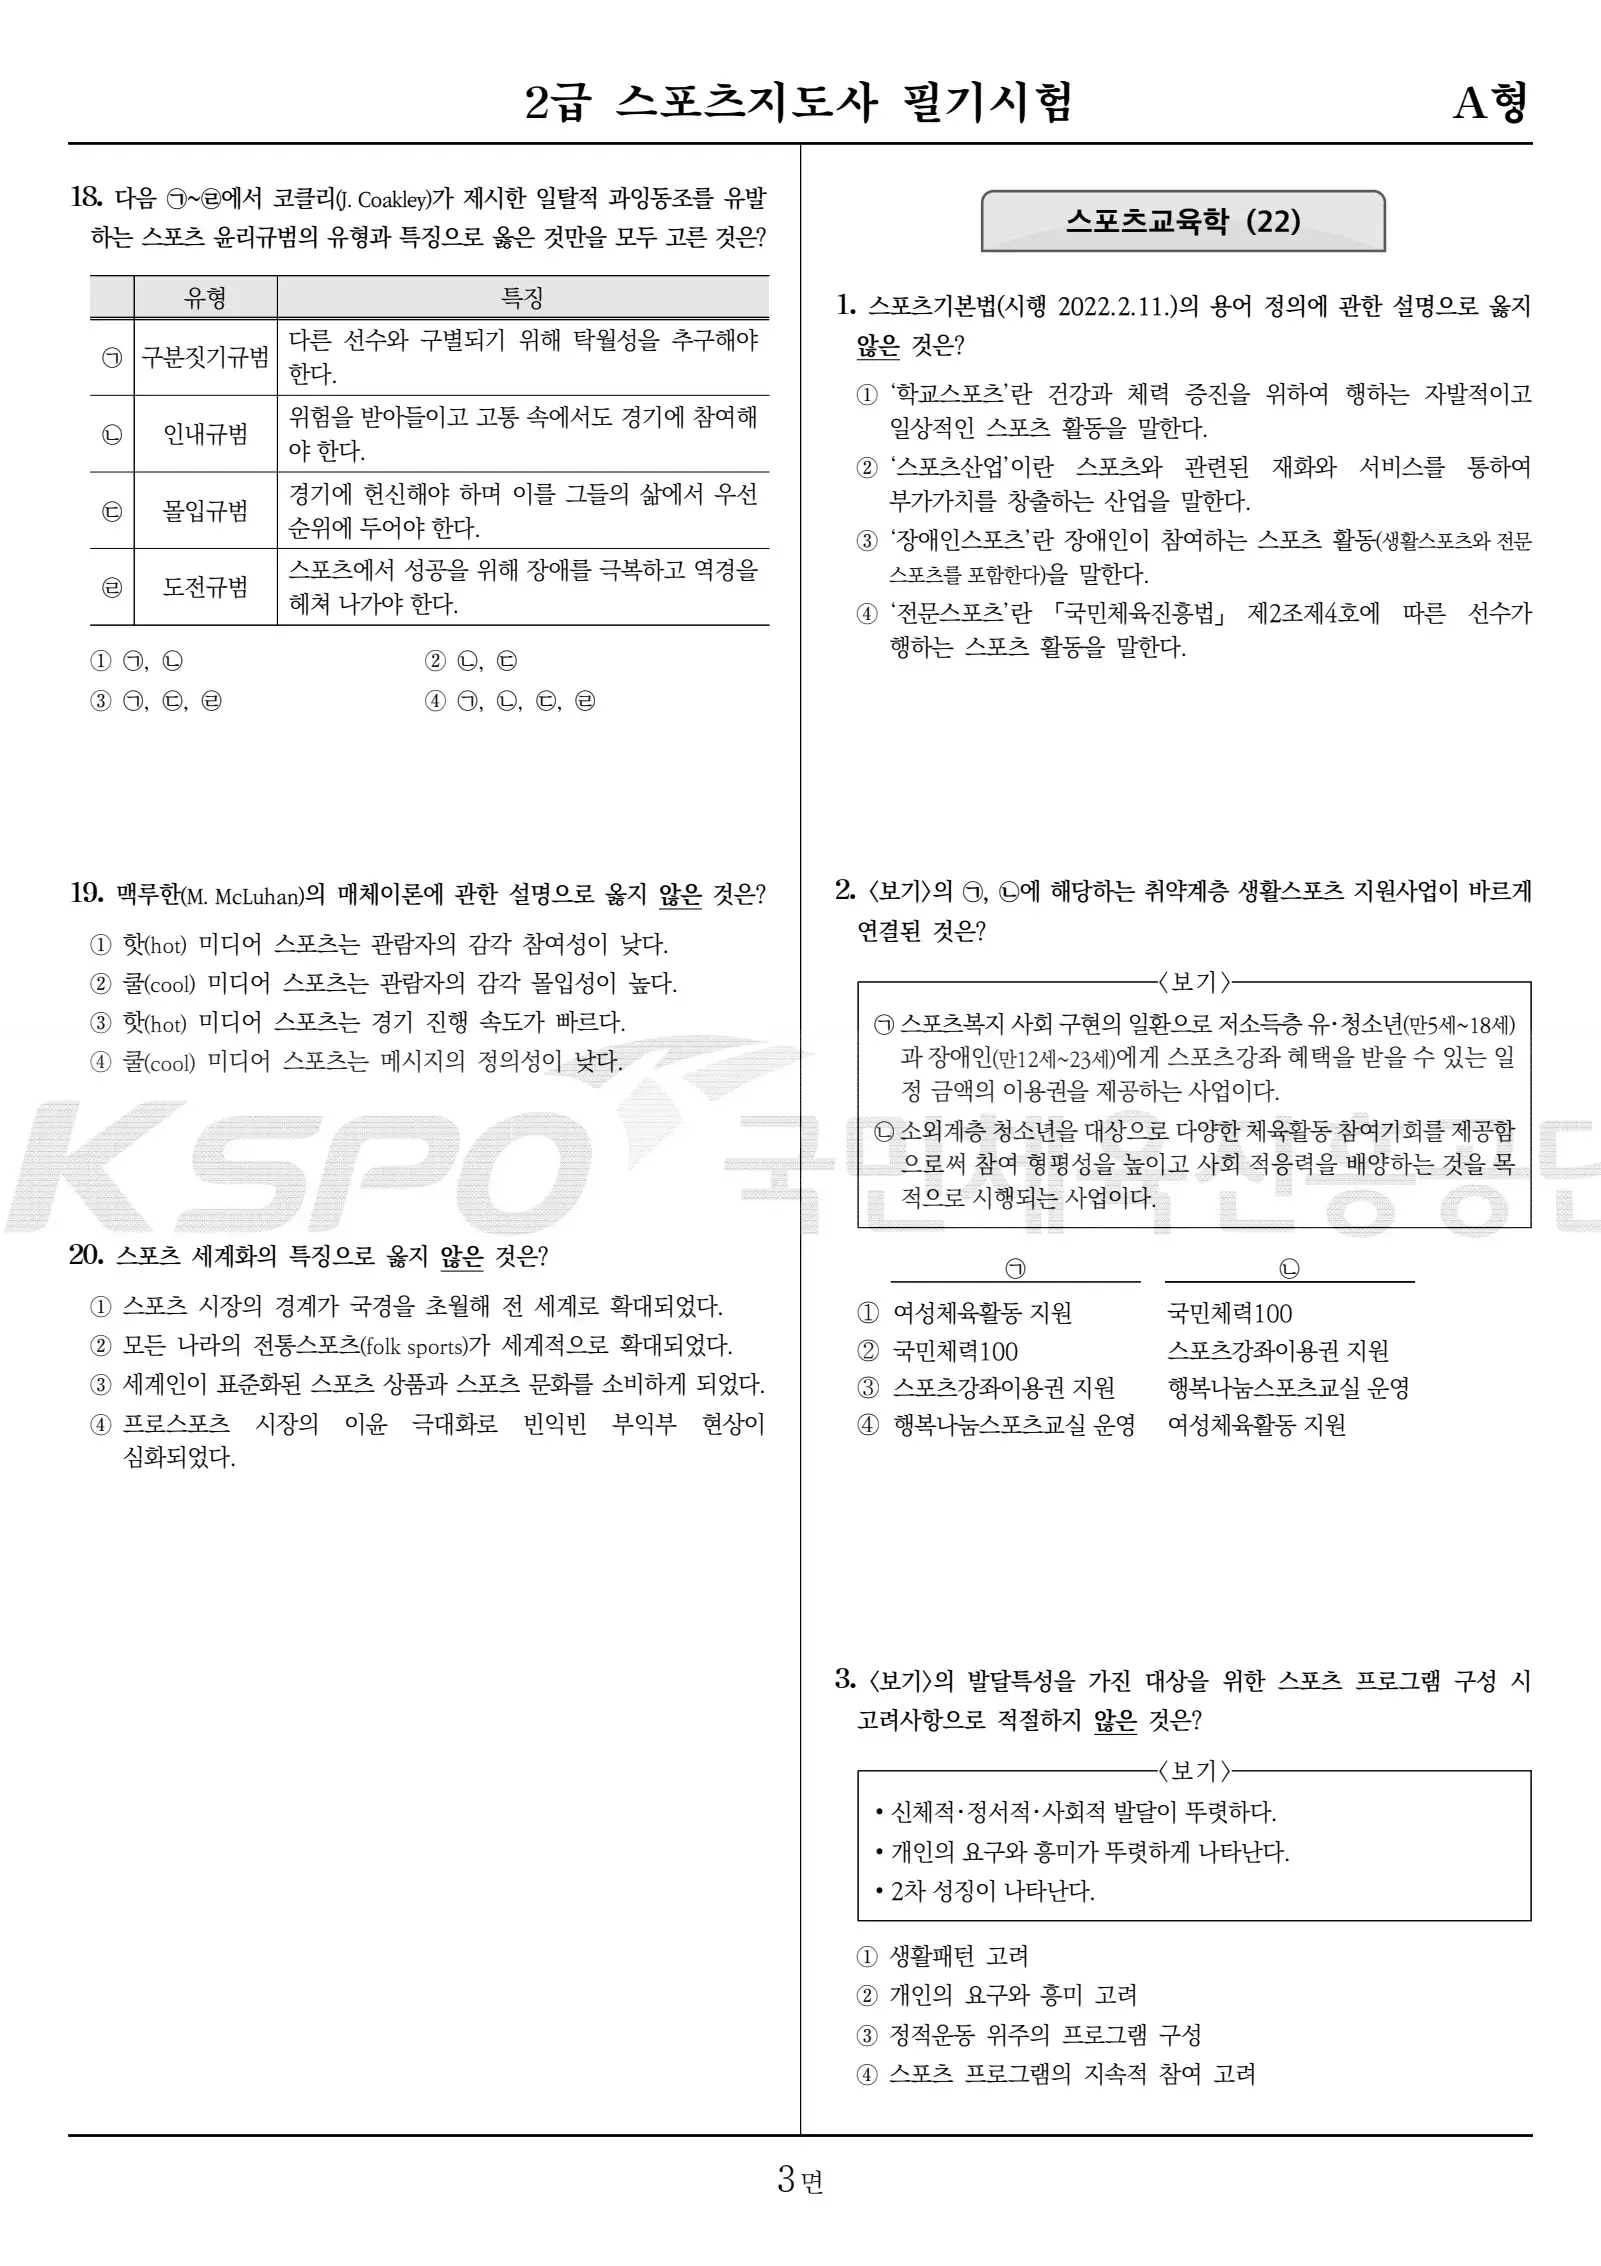 2급 스포츠지도사 필기시험
A형
18. 다음 ㉠~㉣에서 코클리(J. Coakley)가 제시한 일탈적 과잉동조를 유발
하는 스포츠 윤리규범의 유형과 특징으로 옳은 것만을 모두 고른 것은?
유형 특징
㉠ 구분짓기규범 다른 선수와 구별되기 위해 탁월성을 추구해야
한다.
㉡ 인내규범 위험을 받아들이고 고통 속에서도 경기에 참여해
야 한다.
㉢ 몰입규범 경기에 헌신해야 하며 이를 그들의 삶에서 우선
순위에 두어야 한다.
㉣ 도전규범 스포츠에서 성공을 위해 장애를 극복하고 역경을
헤쳐 나가야 한다.
① ㉠, ㉡ ② ㉡, ㉢
③ ㉠, ㉢, ㉣ ④ ㉠, ㉡, ㉢, ㉣
19. 맥루한(M. McLuhan)의 매체이론에 관한 설명으로 옳지 않은 것은?
① 핫(hot) 미디어 스포츠는 관람자의 감각 참여성이 낮다.
② 쿨(cool) 미디어 스포츠는 관람자의 감각 몰입성이 높다.
③ 핫(hot) 미디어 스포츠는 경기 진행 속도가 빠르다.
④ 쿨(cool) 미디어 스포츠는 메시지의 정의성이 낮다.
20. 스포츠 세계화의 특징으로 옳지 않은 것은?
① 스포츠 시장의 경계가 국경을 초월해 전 세계로 확대되었다.
② 모든 나라의 전통스포츠(folk sports)가 세계적으로 확대되었다.
③ 세계인이 표준화된 스포츠 상품과 스포츠 문화를 소비하게 되었다.
④ 프로스포츠 시장의 이윤 극대화로 빈익빈 부익부 현상이
심화되었다.
스포츠교육학 (22)
1. 스포츠기본법(시행 2022.2.11.)의 용어 정의에 관한 설명으로 옳지
않은 것은?
① ‘학교스포츠’란 건강과 체력 증진을 위하여 행하는 자발적이고
일상적인 스포츠 활동을 말한다.
② ‘스포츠산업’이란 스포츠와 관련된 재화와 서비스를 통하여
부가가치를 창출하는 산업을 말한다.
③ ‘장애인스포츠’란 장애인이 참여하는 스포츠 활동(생활스포츠와 전문
스포츠를 포함한다)을 말한다.
④ ‘전문스포츠’란 「국민체육진흥법」 제2조제4호에 따른 선수가
행하는 스포츠 활동을 말한다.
2. 〈보기〉의 ㉠, ㉡에 해당하는 취약계층 생활스포츠 지원사업이 바르게
연결된 것은?
〈보기〉
㉠ 스포츠복지 사회 구현의 일환으로 저소득층 유·청소년(만5세~18세)
과 장애인(만12세~23세)에게 스포츠강좌 혜택을 받을 수 있는 일
정 금액의 이용권을 제공하는 사업이다.
㉡ 소외계층 청소년을 대상으로 다양한 체육활동 참여기회를 제공함
으로써 참여 형평성을 높이고 사회 적응력을 배양하는 것을 목
적으로 시행되는 사업이다.
㉠ ㉡
① 여성체육활동 지원 국민체력100
② 국민체력100 스포츠강좌이용권 지원
③ 스포츠강좌이용권 지원 행복나눔스포츠교실 운영
④ 행복나눔스포츠교실 운영 여성체육활동 지원
3. 〈보기〉의 발달특성을 가진 대상을 위한 스포츠 프로그램 구성 시
고려사항으로 적절하지 않은 것은?
〈보기〉
• 신체적·정서적·사회적 발달이 뚜렷하다.
• 개인의 요구와 흥미가 뚜렷하게 나타난다.
• 2차 성징이 나타난다.
① 생활패턴 고려
② 개인의 요구와 흥미 고려
③ 정적운동 위주의 프로그램 구성
④ 스포츠 프로그램의 지속적 참여 고려
KSPO 국민체육진흥공단
3면